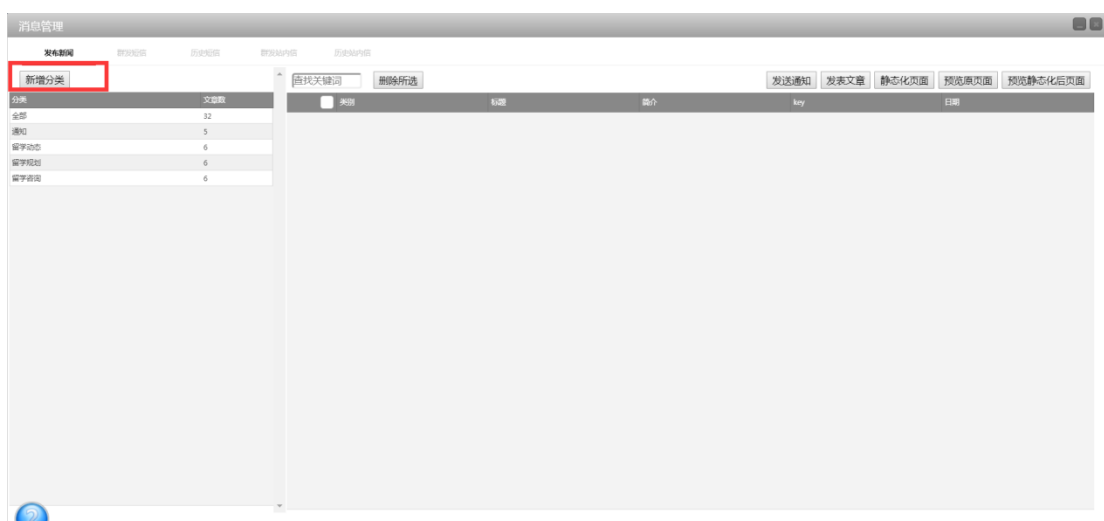 消息管理
发布新闻 群发短信 历史短信 群发站内信 历史站内信
新增分类 查找关键词 删除所选 发送通知 发表文章 静态化页面 预览原页面 预览静态化后页面
分类 文章数 类别 标题 简介 key 日期
全部 32
通知 5
留学动态 6
留学规划 6
留学咨询 6